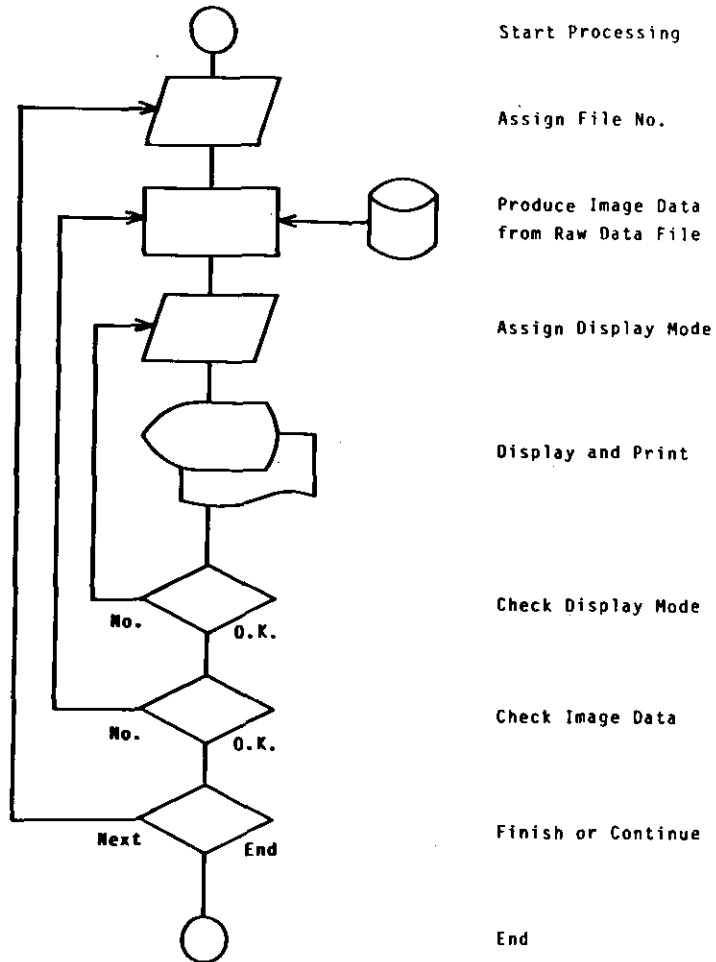 Start Processing
Assign File No.
Produce Image Data
from Raw Data File
Assign Display Mode
Display and Print
Check Display Mode
No.
O.K.
Check Image Data
No.
O.K.
Finish or Continue
Next
End
End